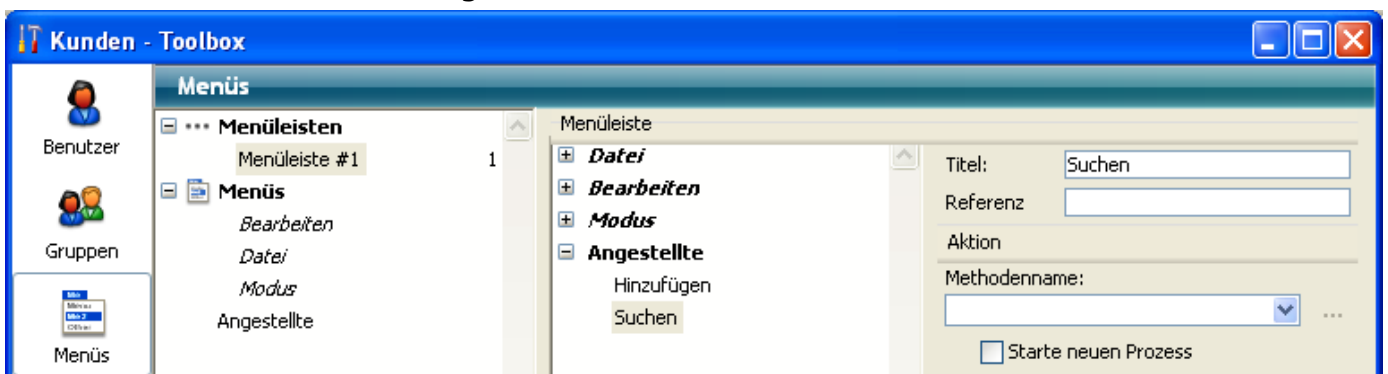 Kunden - Toolbox
Menüs
Benutzer
Gruppen
Menüs
Menüleisten
Menüleiste #1 1
Menüs
Bearbeiten
Datei
Modus
Angestellte
Menüleiste
Datei
Bearbeiten
Modus
Angestellte
Hinzufügen
Suchen
Titel: Suchen
Referenz
Aktion
Methodenname:
...
Starte neuen Prozess